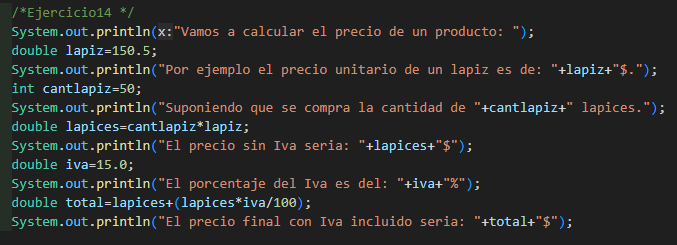 /*Ejercicio14 */
System.out.println(x:"Vamos a calcular el precio de un producto: ");
double lapiz=150.5;
System.out.println("Por ejemplo el precio unitario de un lapiz es de: "+lapiz+"$.");
int cantlapiz=50;
System.out.println("Suponiendo que se compra la cantidad de "+cantlapiz+" lapices.");
double lapices=cantlapiz*lapiz;
System.out.println("El precio sin Iva seria: "+lapices+"$");
double iva=15.0;
System.out.println("El porcentaje del Iva es del: "+iva+"%");
double total=lapices+(lapices*iva/100);
System.out.println("El precio final con Iva incluido seria: "+total+"$");